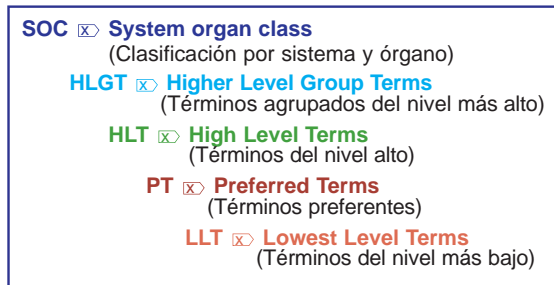 SOC x System organ class
(Clasificación por sistema y órgano)
HLGT x Higher Level Group Terms
(Términos agrupados del nivel más alto)
HLT x High Level Terms
(Términos del nivel alto)
PT x Preferred Terms
(Términos preferentes)
LLT x Lowest Level Terms
(Términos del nivel más bajo)